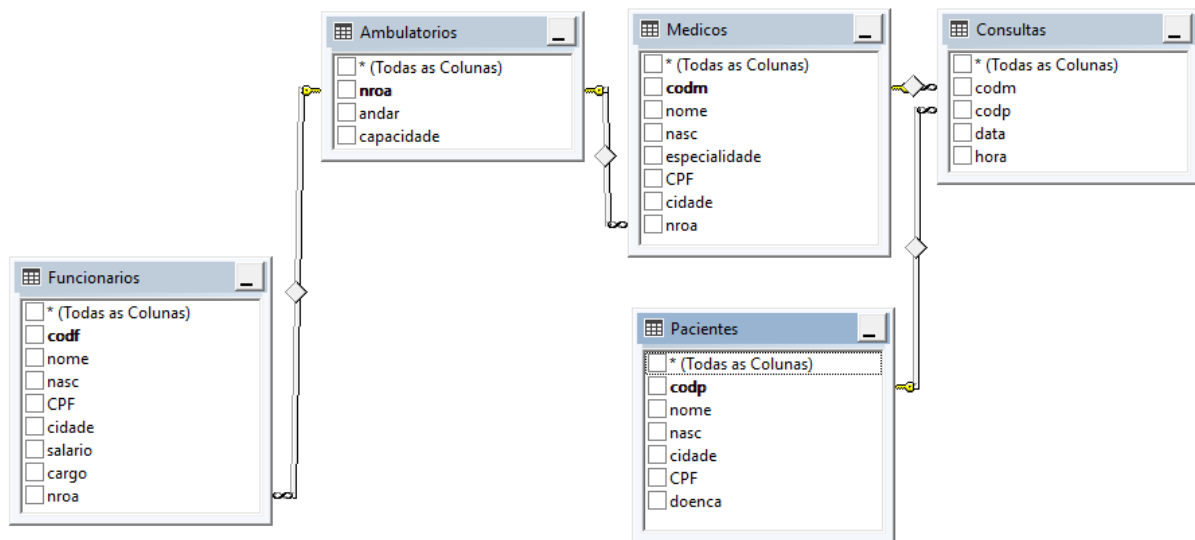 Ambulatorios
* (Todas as Colunas)
nroa
andar
capacidade
Medicos
* (Todas as Colunas)
codm
nome
nasc
especialidade
CPF
cidade
nroa
Consultas
* (Todas as Colunas)
codm
codp
data
hora
Funcionarios
* (Todas as Colunas)
codf
nome
nasc
CPF
cidade
salario
cargo
nroa
Pacientes
* (Todas as Colunas)
codp
nome
nasc
cidade
CPF
doenca